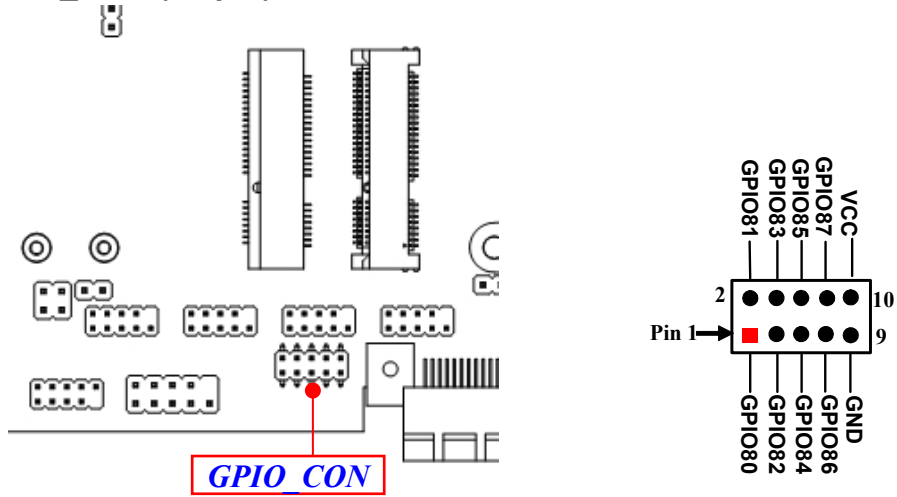 GPIO_CON
GPIO81
GPIO83
GPIO85
GPIO87
VCC
2
10
Pin 1
9
GPIO80
GPIO82
GPIO84
GPIO86
GND